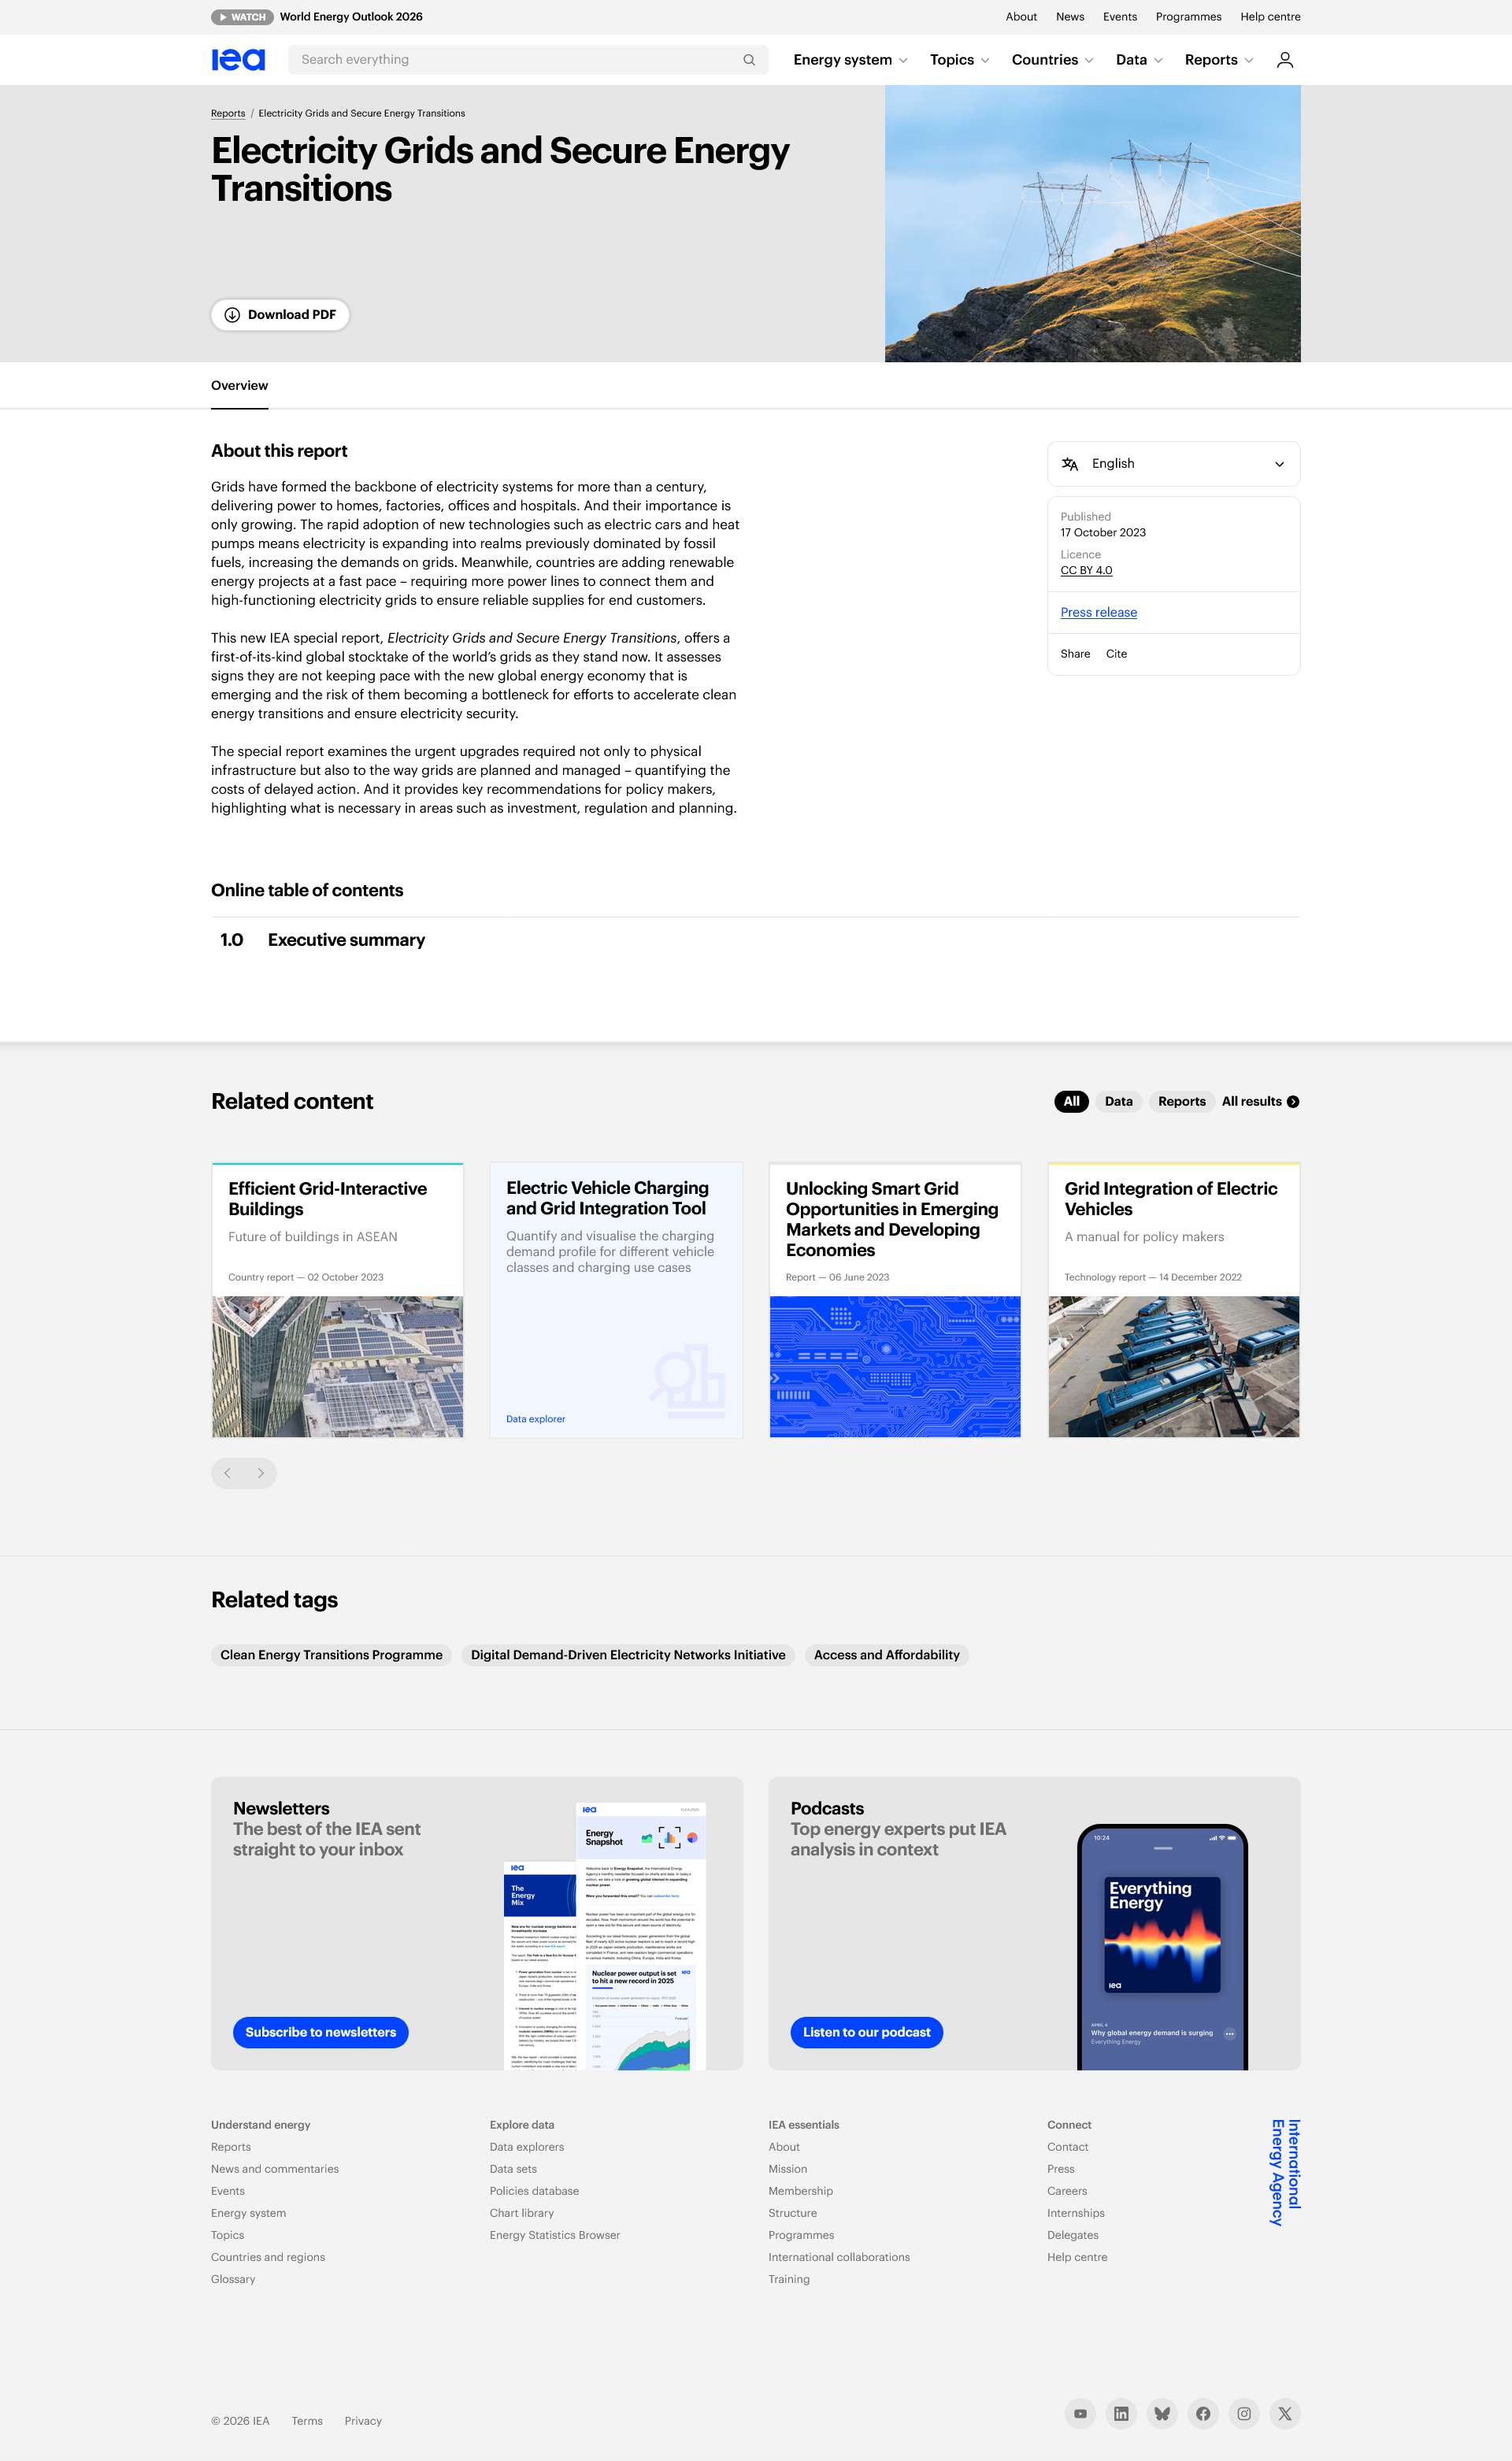 WATCH World Energy Outlook 2026
About News Events Programmes Help centre
iea
Search everything
Energy system Topics Countries Data Reports
Reports / Electricity Grids and Secure Energy Transitions
Electricity Grids and Secure Energy
Transitions
Download PDF
Overview
About this report
Grids have formed the backbone of electricity systems for more than a century,
delivering power to homes, factories, offices and hospitals. And their importance is
only growing. The rapid adoption of new technologies such as electric cars and heat
pumps means electricity is expanding into realms previously dominated by fossil
fuels, increasing the demands on grids. Meanwhile, countries are adding renewable
energy projects at a fast pace – requiring more power lines to connect them and
high-functioning electricity grids to ensure reliable supplies for end customers.
This new IEA special report, Electricity Grids and Secure Energy Transitions, offers a
first-of-its-kind global stocktake of the world’s grids as they stand now. It assesses
signs they are not keeping pace with the new global energy economy that is
emerging and the risk of them becoming a bottleneck for efforts to accelerate clean
energy transitions and ensure electricity security.
The special report examines the urgent upgrades required not only to physical
infrastructure but also to the way grids are planned and managed – quantifying the
costs of delayed action. And it provides key recommendations for policy makers,
highlighting what is necessary in areas such as investment, regulation and planning.
English
Published
17 October 2023
Licence
CC BY 4.0
Press release
Share Cite
Online table of contents
1.0 Executive summary
Related content
All Data Reports All results
Efficient Grid-Interactive
Buildings
Future of buildings in ASEAN
Country report — 02 October 2023
Electric Vehicle Charging
and Grid Integration Tool
Quantify and visualise the charging
demand profile for different vehicle
classes and charging use cases
Data explorer
Unlocking Smart Grid
Opportunities in Emerging
Markets and Developing
Economies
Report — 06 June 2023
Grid Integration of Electric
Vehicles
A manual for policy makers
Technology report — 14 December 2022
Related tags
Clean Energy Transitions Programme Digital Demand-Driven Electricity Networks Initiative Access and Affordability
Newsletters
The best of the IEA sent
straight to your inbox
Subscribe to newsletters
iea
The
Energy
Mix
iea
Energy
Snapshot
Nuclear power output is set
to hit a new record in 2025
iea
Podcasts
Top energy experts put IEA
analysis in context
Listen to our podcast
10:24
Everything
Energy
iea
APRIL 4
Why global energy demand is surging
Everything Energy
Understand energy
Reports
News and commentaries
Events
Energy system
Topics
Countries and regions
Glossary
Explore data
Data explorers
Data sets
Policies database
Chart library
Energy Statistics Browser
IEA essentials
About
Mission
Membership
Structure
Programmes
International collaborations
Training
Connect
Contact
Press
Careers
Internships
Delegates
Help centre
International
Energy Agency
© 2026 IEA Terms Privacy